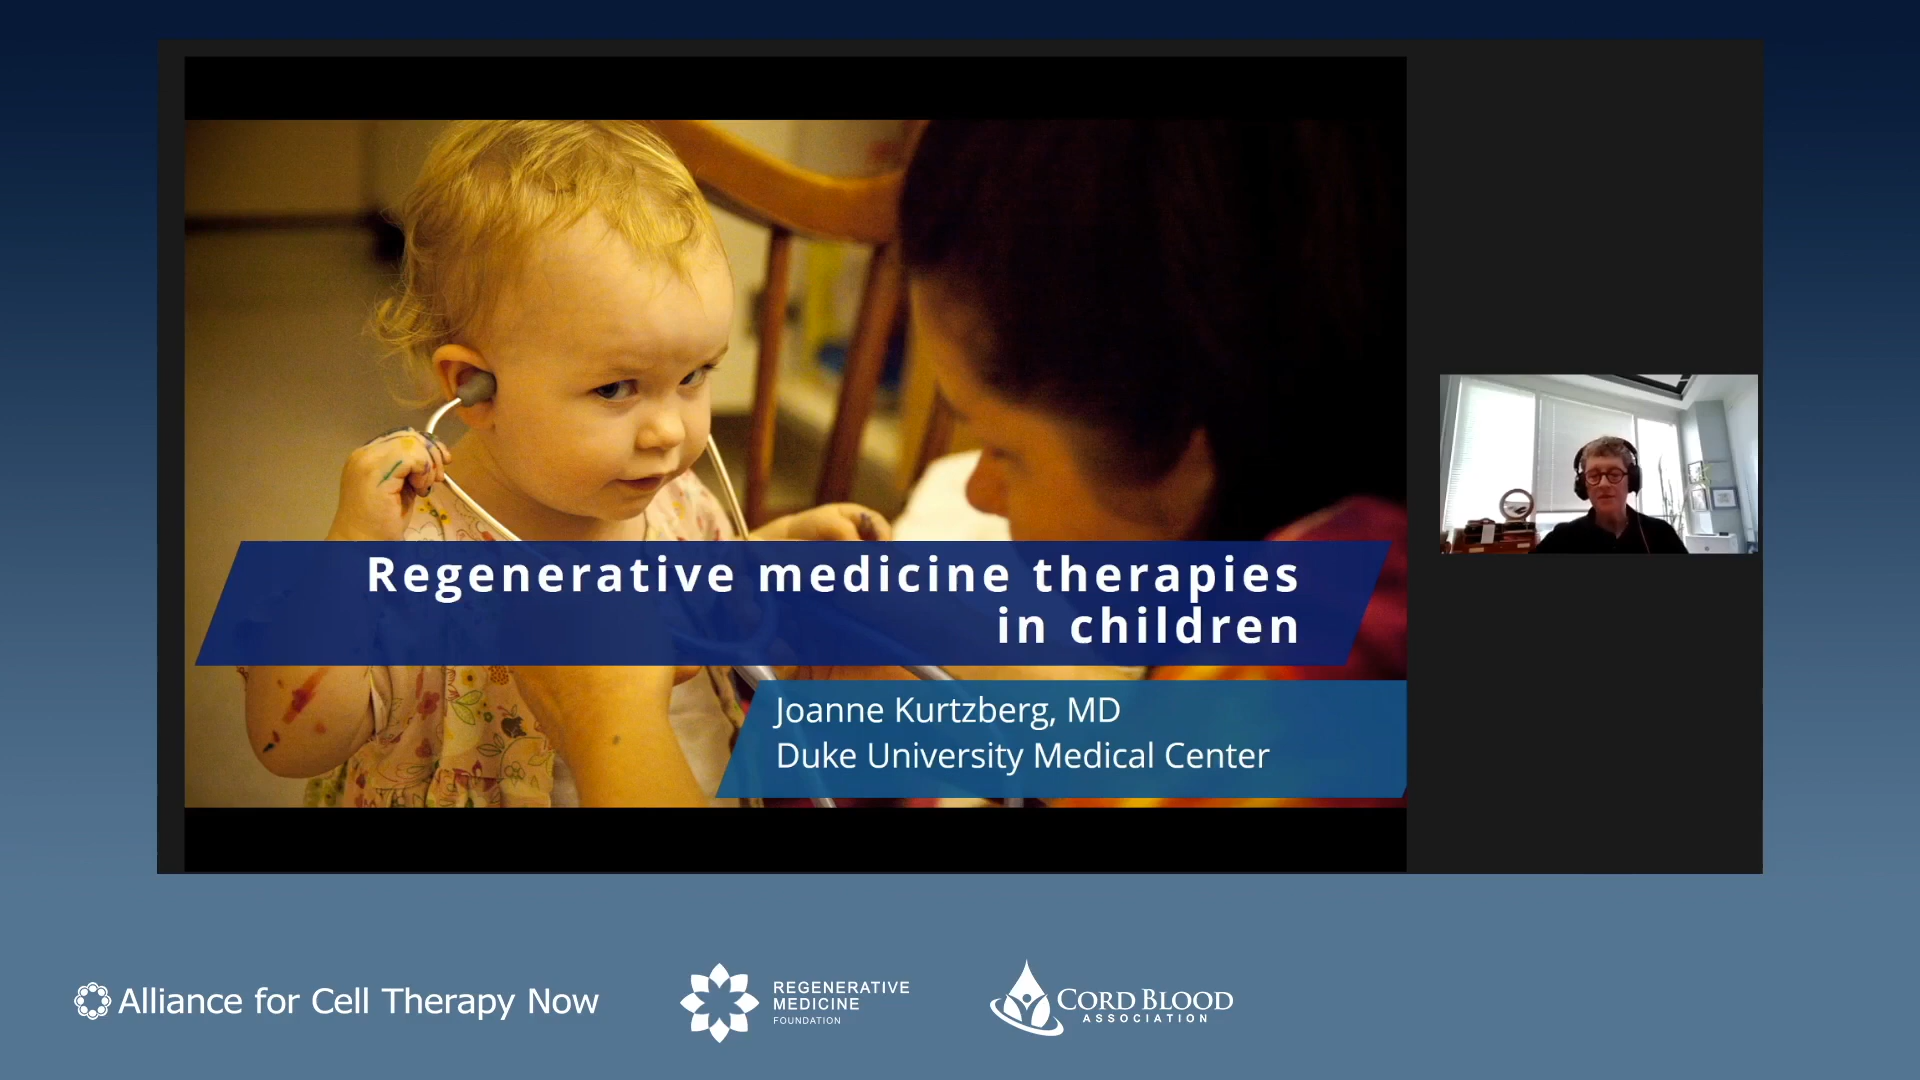 Regenerative medicine therapies
in children
Joanne Kurtzberg, MD
Duke University Medical Center
Alliance for Cell Therapy Now
REGENERATIVE
MEDICINE
FOUNDATION
CORD BLOOD
ASSOCIATION